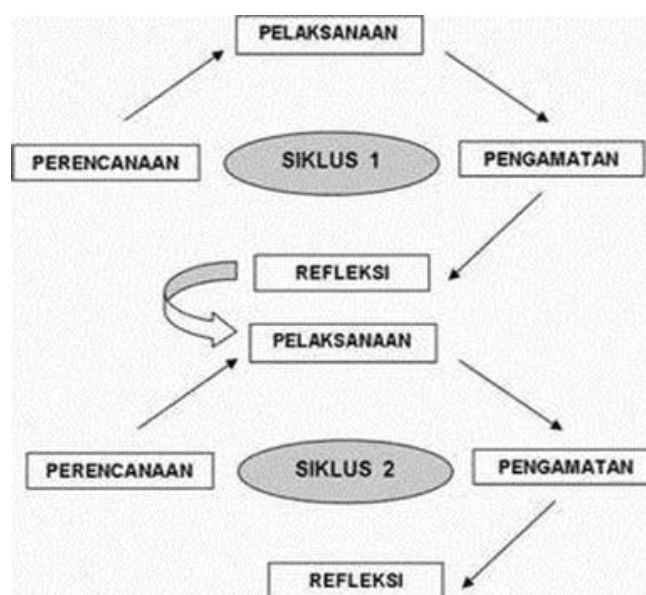 PELAKSANAAN
PERENCANAAN
SIKLUS 1
PENGAMATAN
REFLEKSI
PELAKSANAAN
PERENCANAAN
SIKLUS 2
PENGAMATAN
REFLEKSI